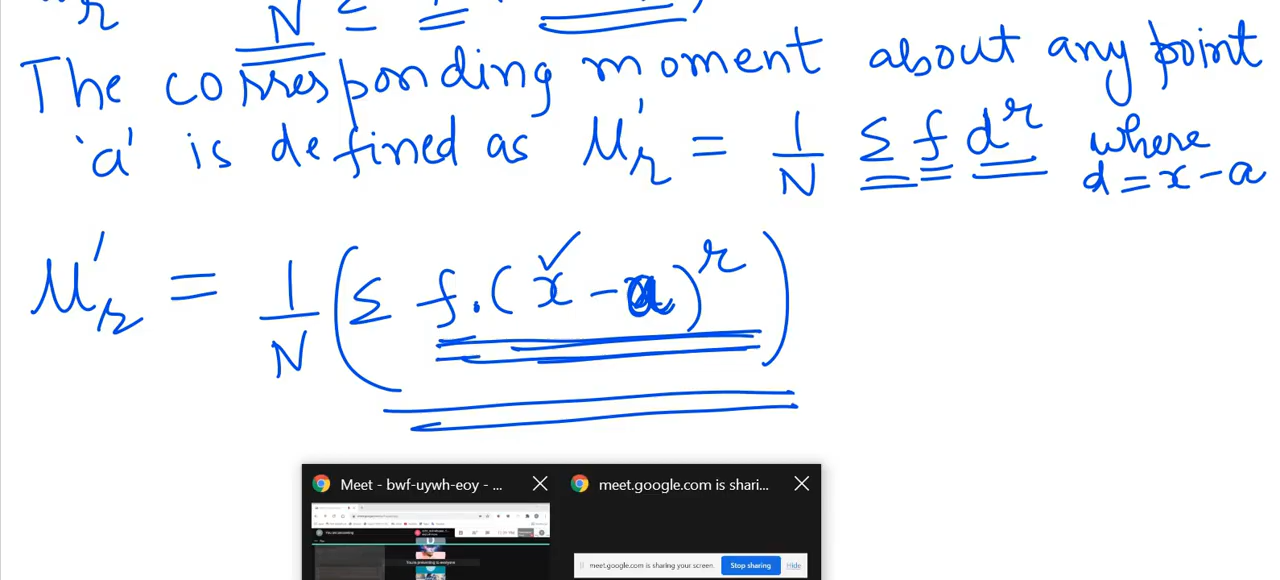 N Σ
The corresponding moment about any point
'a' is defined as μ'r = 1/N Σ f d^r where d = x - a
μ'r = 1/N (Σ f.(x - a)^r)
Meet - bwf-uywh-eoy - ...
meet.google.com is shari...
meet.google.com is sharing your screen.
Stop sharing
Hide